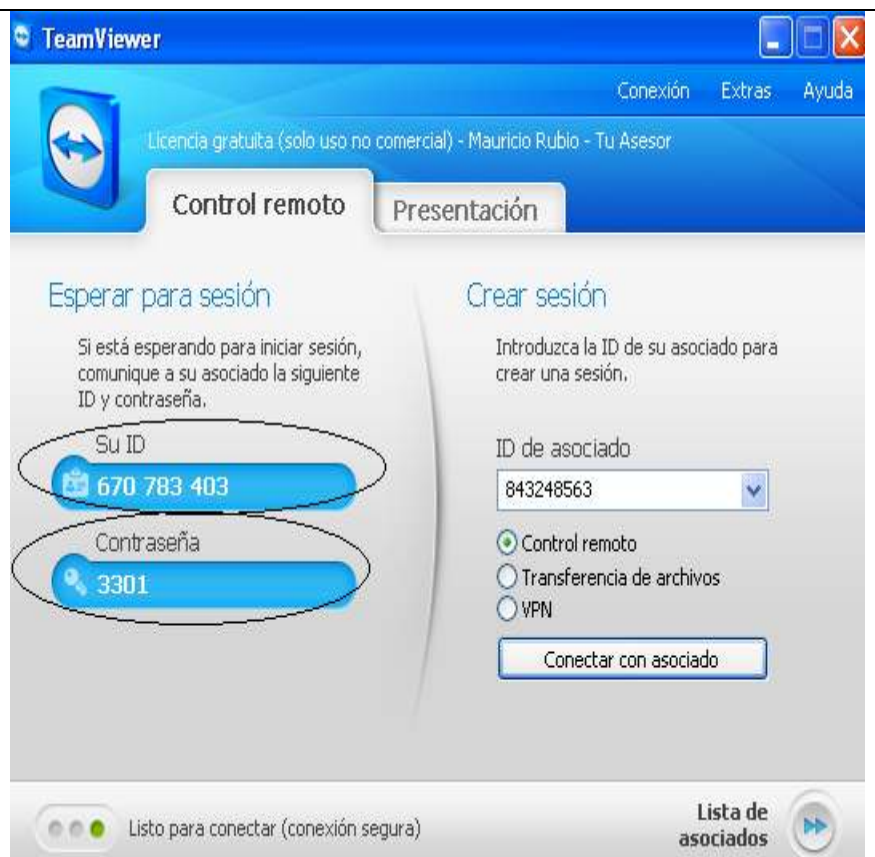 TeamViewer
Conexión Extras Ayuda
Licencia gratuita (solo uso no comercial) - Mauricio Rubio - Tu Asesor
Control remoto
Presentación
Esperar para sesión
Si está esperando para iniciar sesión,
comunique a su asociado la siguiente
ID y contraseña.
Su ID
670 783 403
Contraseña
3301
Crear sesión
Introduzca la ID de su asociado para
crear una sesión.
ID de asociado
843248563
Control remoto
Transferencia de archivos
VPN
Conectar con asociado
Listo para conectar (conexión segura)
Lista de
asociados